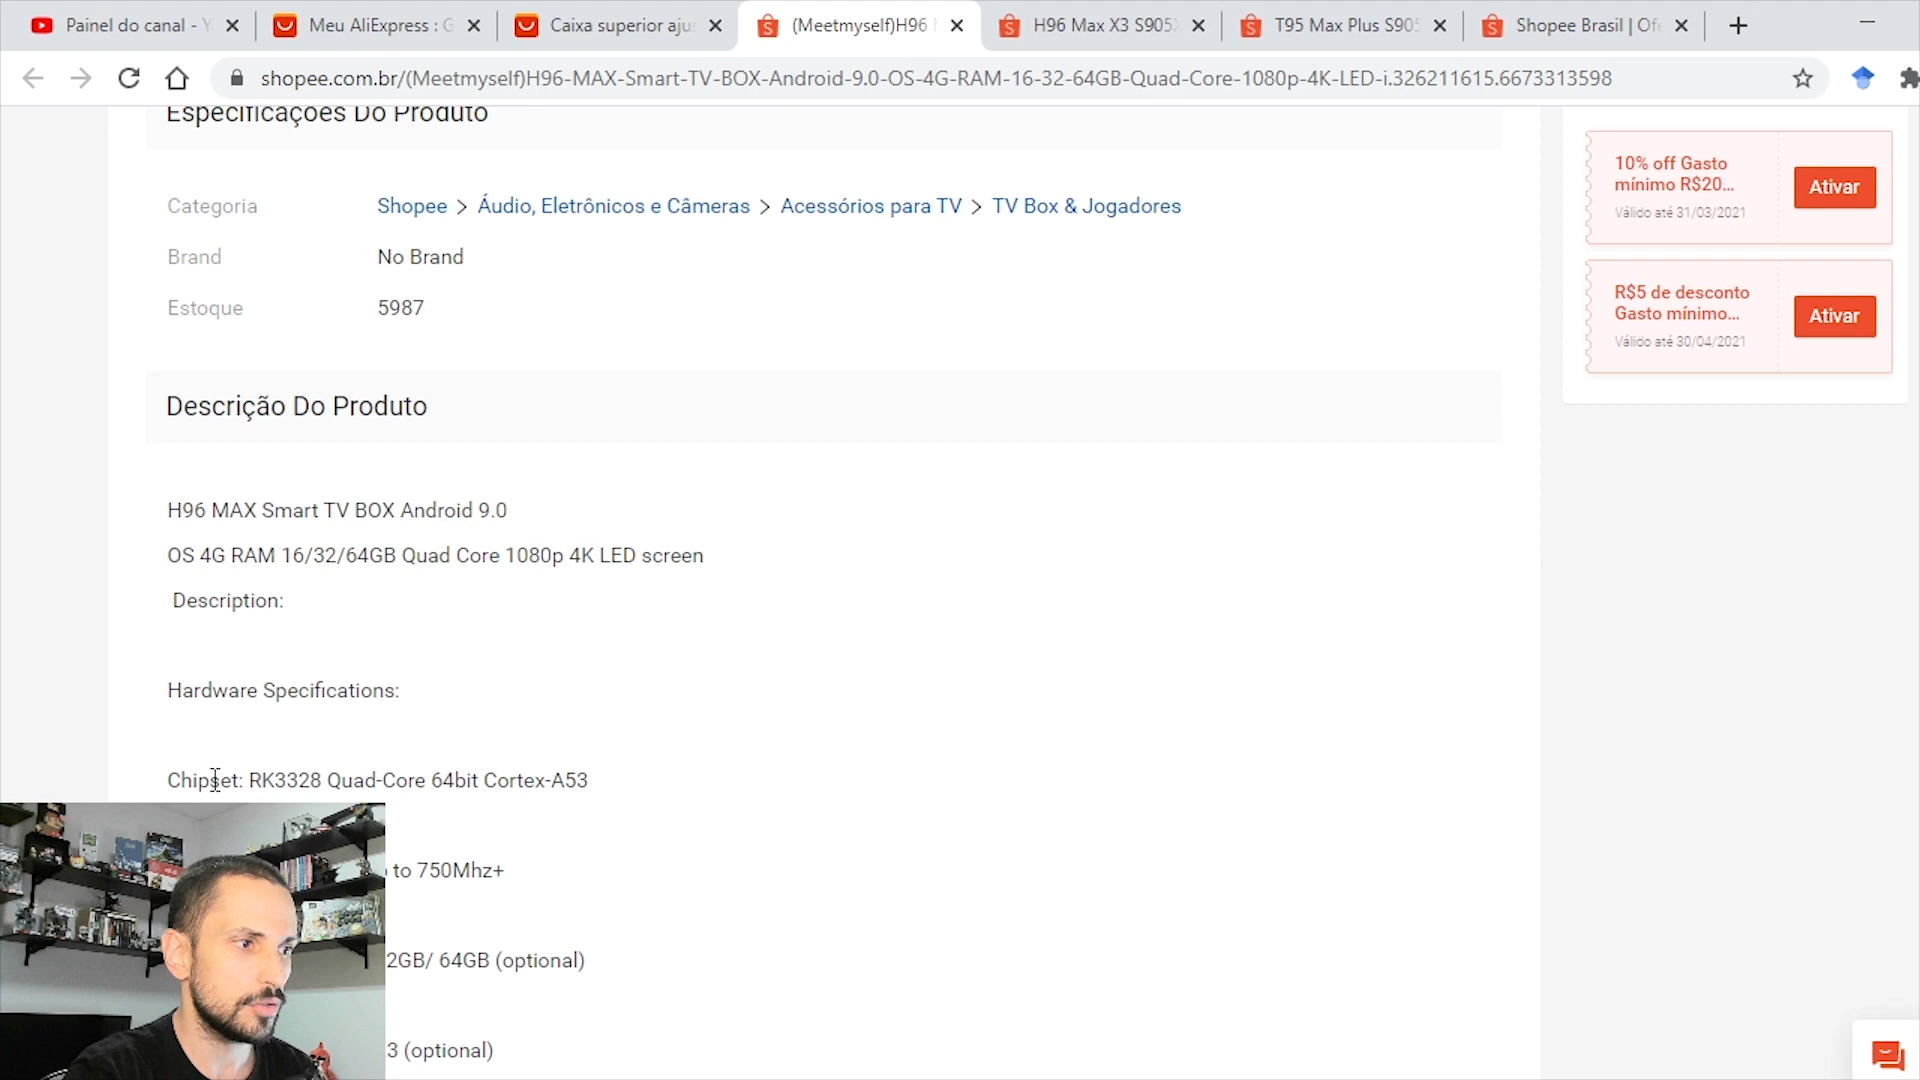 Painel do canal - Y
Meu AliExpress : G
Caixa superior aju
(Meetmyself)H96
H96 Max X3 S905X
T95 Max Plus S905
Shopee Brasil | Ofe
shopee.com.br/(Meetmyself)H96-MAX-Smart-TV-BOX-Android-9.0-OS-4G-RAM-16-32-64GB-Quad-Core-1080p-4K-LED-i.326211615.6673313598
Especificações Do Produto
Categoria
Shopee > Áudio, Eletrônicos e Câmeras > Acessórios para TV > TV Box & Jogadores
Brand
No Brand
Estoque
5987
Descrição Do Produto
H96 MAX Smart TV BOX Android 9.0
OS 4G RAM 16/32/64GB Quad Core 1080p 4K LED screen
Description:
Hardware Specifications:
Chipset: RK3328 Quad-Core 64bit Cortex-A53
to 750Mhz+
2GB/ 64GB (optional)
3 (optional)
10% off Gasto
mínimo R$20...
Válido até 31/03/2021
Ativar
R$5 de desconto
Gasto mínimo...
Válido até 30/04/2021
Ativar